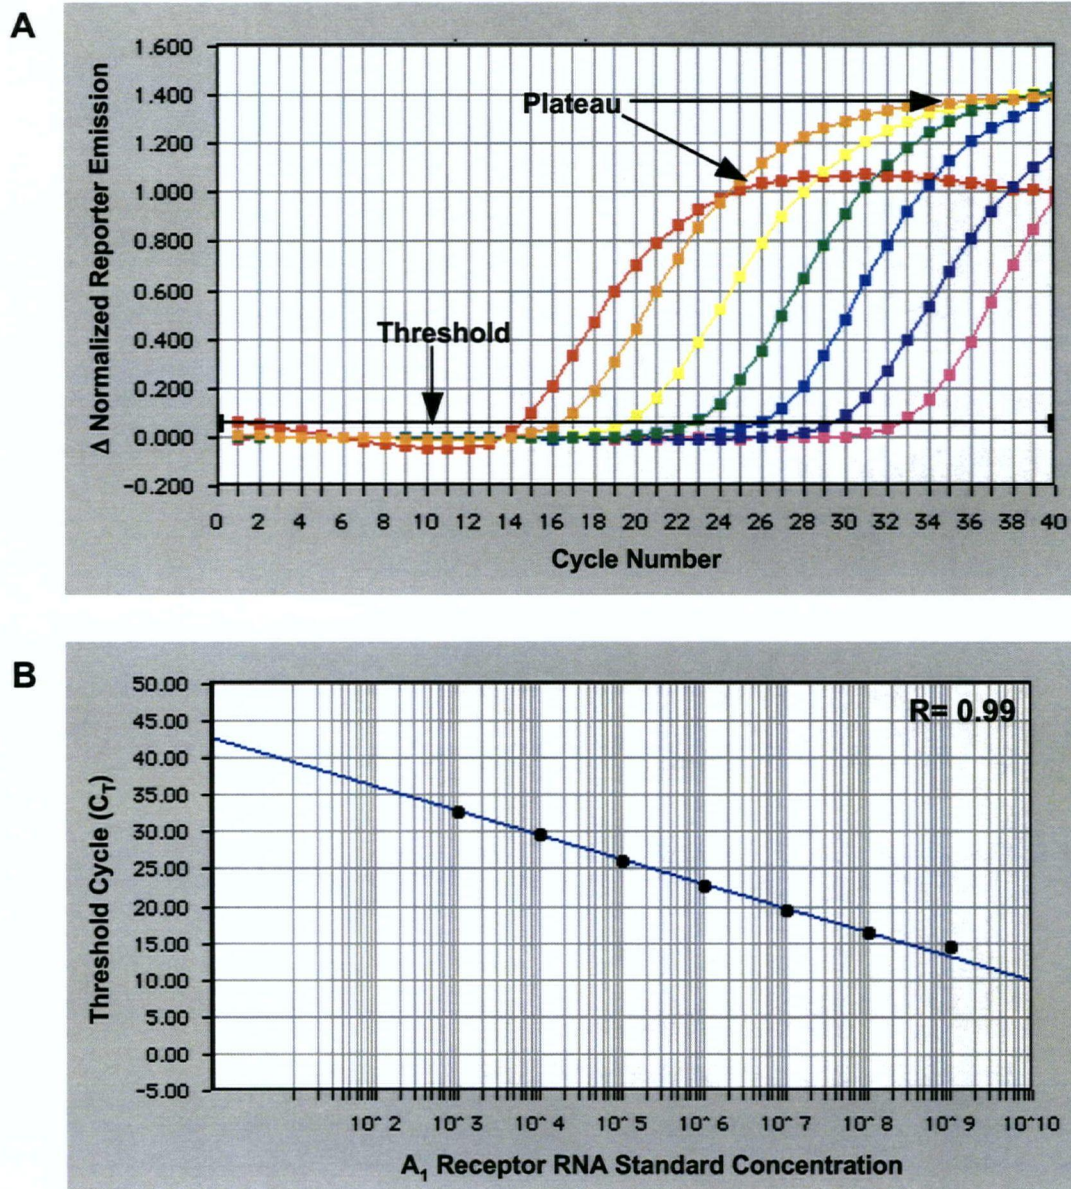 A
Δ Normalized Reporter Emission
1.600
1.400
1.200
1.000
0.800
0.600
0.400
0.200
0.000
-0.200
Plateau
Threshold
0 2 4 6 8 10 12 14 16 18 20 22 24 26 28 30 32 34 36 38 40
Cycle Number
B
Threshold Cycle (C_T)
50.00
45.00
40.00
35.00
30.00
25.00
20.00
15.00
10.00
5.00
0.00
-5.00
R= 0.99
10^2 10^3 10^4 10^5 10^6 10^7 10^8 10^9 10^10
A₁ Receptor RNA Standard Concentration